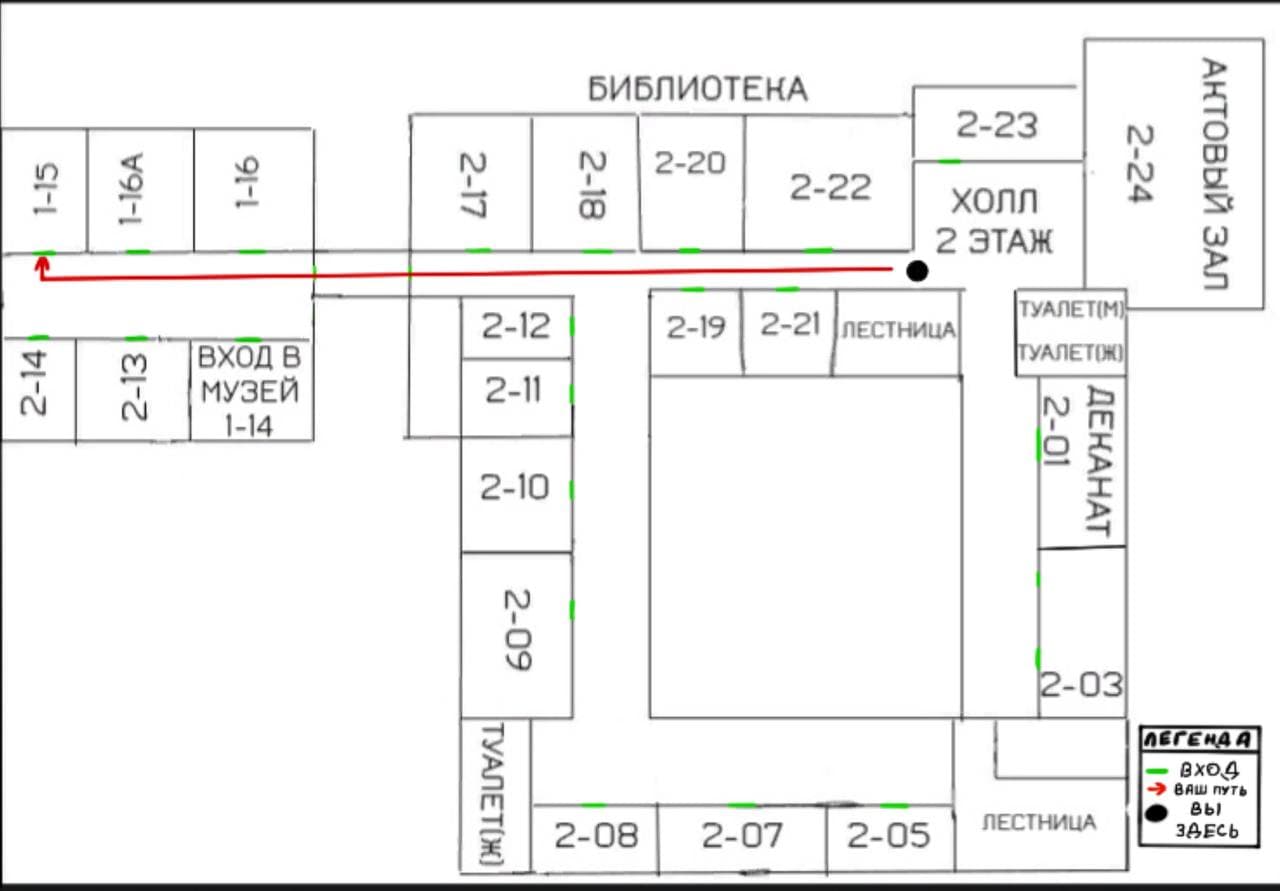 БИБЛИОТЕКА
1-15
1-16А
1-16
2-17
2-18
2-20
2-22
2-23
ХОЛЛ
2 ЭТАЖ
2-24
АКТОВЫЙ ЗАЛ
2-14
2-13
ВХОД В
МУЗЕЙ
1-14
2-12
2-11
2-10
2-09
2-19
2-21
ЛЕСТНИЦА
ТУАЛЕТ(М)
ТУАЛЕТ(Ж)
2-01
ДЕКАНАТ
2-03
ТУАЛЕТ(Ж)
2-08
2-07
2-05
ЛЕСТНИЦА
ЛЕГЕНДА
ВХОД
ВАШ ПУТЬ
ВЫ
ЗДЕСЬ